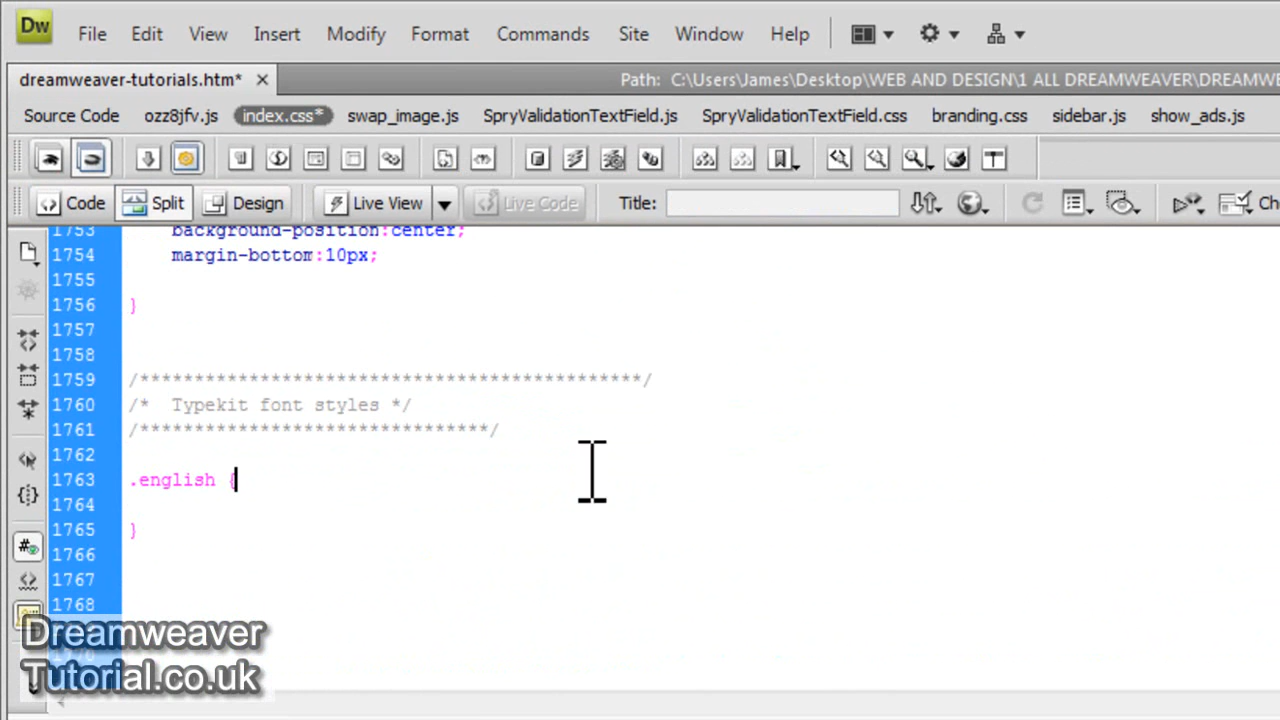 Dw File Edit View Insert Modify Format Commands Site Window Help
dreamweaver-tutorials.htm* × Path: C:\Users\James\Desktop\WEB AND DESIGN\1 ALL DREAMWEAVER\DREAMWE
Source Code ozz8jfv.js index.css* swap_image.js SpryValidationTextField.js SpryValidationTextField.css branding.css sidebar.js show_ads.js
Code Split Design Live View Live Code Title: Ch
1753 background-position:center;
1754 margin-bottom:10px;
1755
1756 }
1757
1758
1759 /**********************************************/
1760 /* Typekit font styles */
1761 /********************************/
1762
1763 .english {
1764
1765 }
1766
1767
1768
Dreamweaver
Tutorial.co.uk